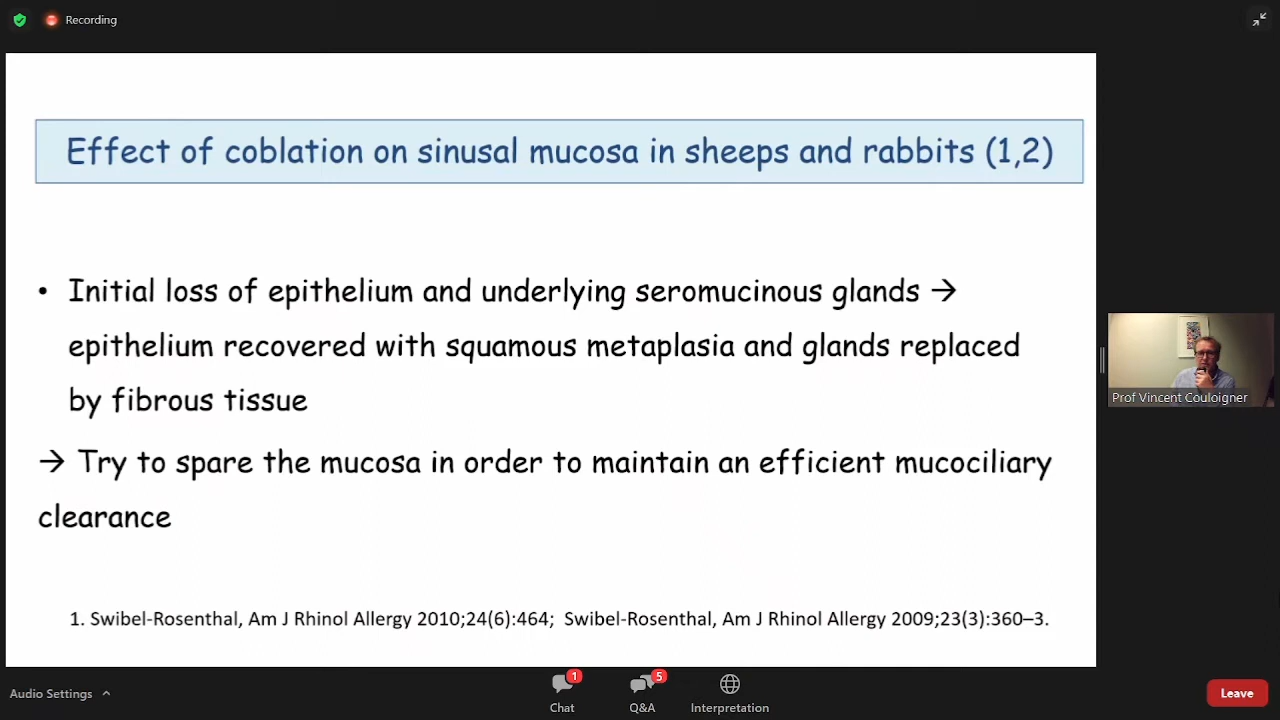 Recording
Effect of coblation on sinusal mucosa in sheeps and rabbits (1,2)
• Initial loss of epithelium and underlying seromucinous glands →
epithelium recovered with squamous metaplasia and glands replaced
by fibrous tissue
→ Try to spare the mucosa in order to maintain an efficient mucociliary
clearance
1. Swibel-Rosenthal, Am J Rhinol Allergy 2010;24(6):464; Swibel-Rosenthal, Am J Rhinol Allergy 2009;23(3):360–3.
Prof Vincent Couloigner
Audio Settings
1
Chat
5
Q&A
Interpretation
Leave